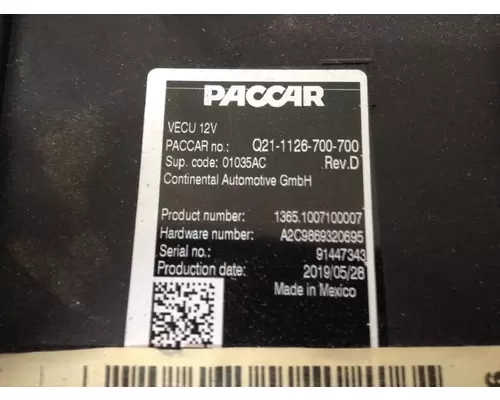 PACCAR
VECU 12V
PACCAR no.: Q21-1126-700-700
Sup. code: 01035AC Rev.D
Continental Automotive GmbH
Product number: 1365.1007100007
Hardware number: A2C9869320695
Serial no.: 91447343
Production date: 2019/05/28
Made in Mexico